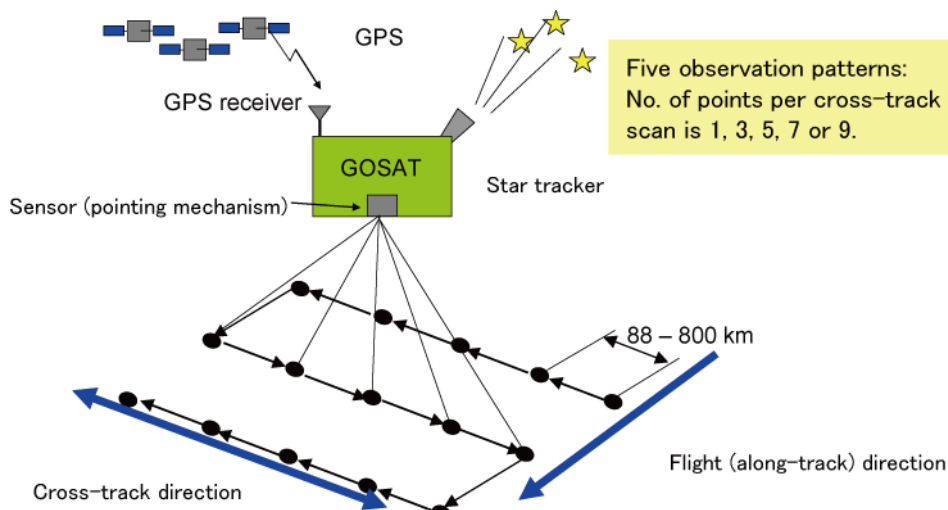 GPS
GPS receiver
Five observation patterns:
No. of points per cross-track
scan is 1, 3, 5, 7 or 9.
GOSAT
Star tracker
Sensor (pointing mechanism)
88 – 800 km
Flight (along-track) direction
Cross-track direction